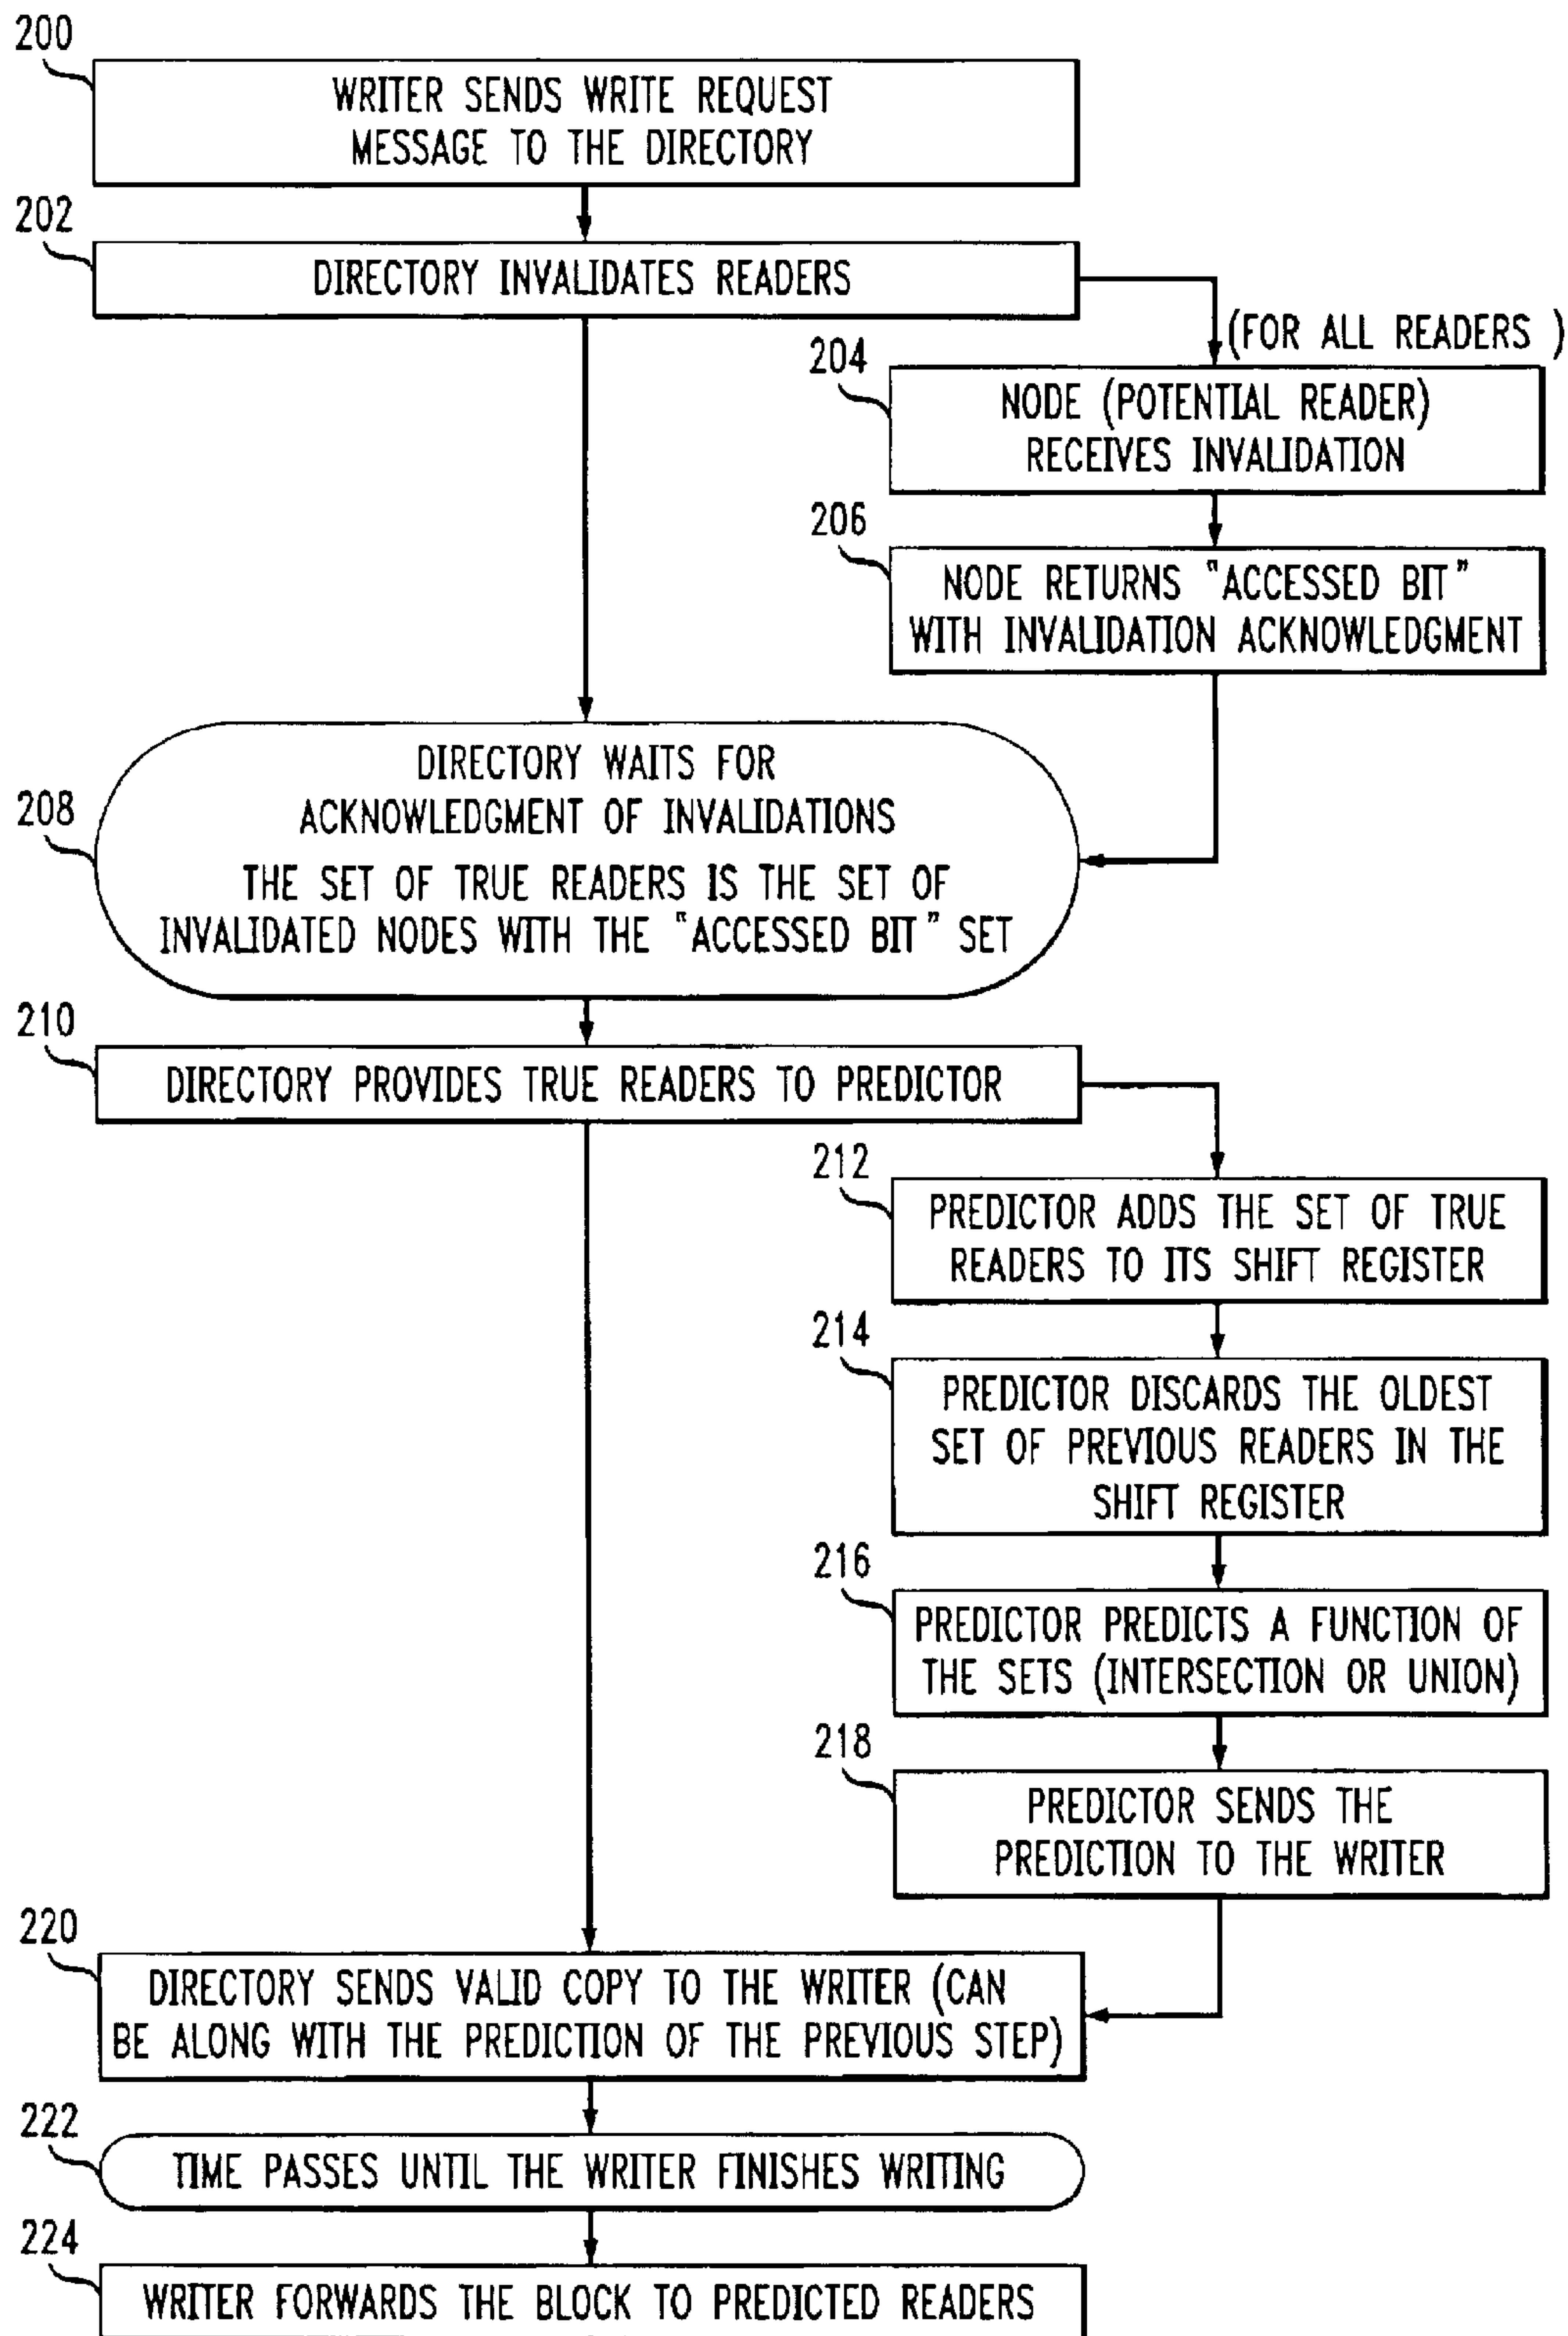 200
WRITER SENDS WRITE REQUEST
MESSAGE TO THE DIRECTORY
202
DIRECTORY INVALIDATES READERS
(FOR ALL READERS )
204
NODE (POTENTIAL READER)
RECEIVES INVALIDATION
206
NODE RETURNS "ACCESSED BIT"
WITH INVALIDATION ACKNOWLEDGMENT
208
DIRECTORY WAITS FOR
ACKNOWLEDGMENT OF INVALIDATIONS
THE SET OF TRUE READERS IS THE SET OF
INVALIDATED NODES WITH THE "ACCESSED BIT" SET
210
DIRECTORY PROVIDES TRUE READERS TO PREDICTOR
212
PREDICTOR ADDS THE SET OF TRUE
READERS TO ITS SHIFT REGISTER
214
PREDICTOR DISCARDS THE OLDEST
SET OF PREVIOUS READERS IN THE
SHIFT REGISTER
216
PREDICTOR PREDICTS A FUNCTION OF
THE SETS (INTERSECTION OR UNION)
218
PREDICTOR SENDS THE
PREDICTION TO THE WRITER
220
DIRECTORY SENDS VALID COPY TO THE WRITER (CAN
BE ALONG WITH THE PREDICTION OF THE PREVIOUS STEP)
222
TIME PASSES UNTIL THE WRITER FINISHES WRITING
224
WRITER FORWARDS THE BLOCK TO PREDICTED READERS